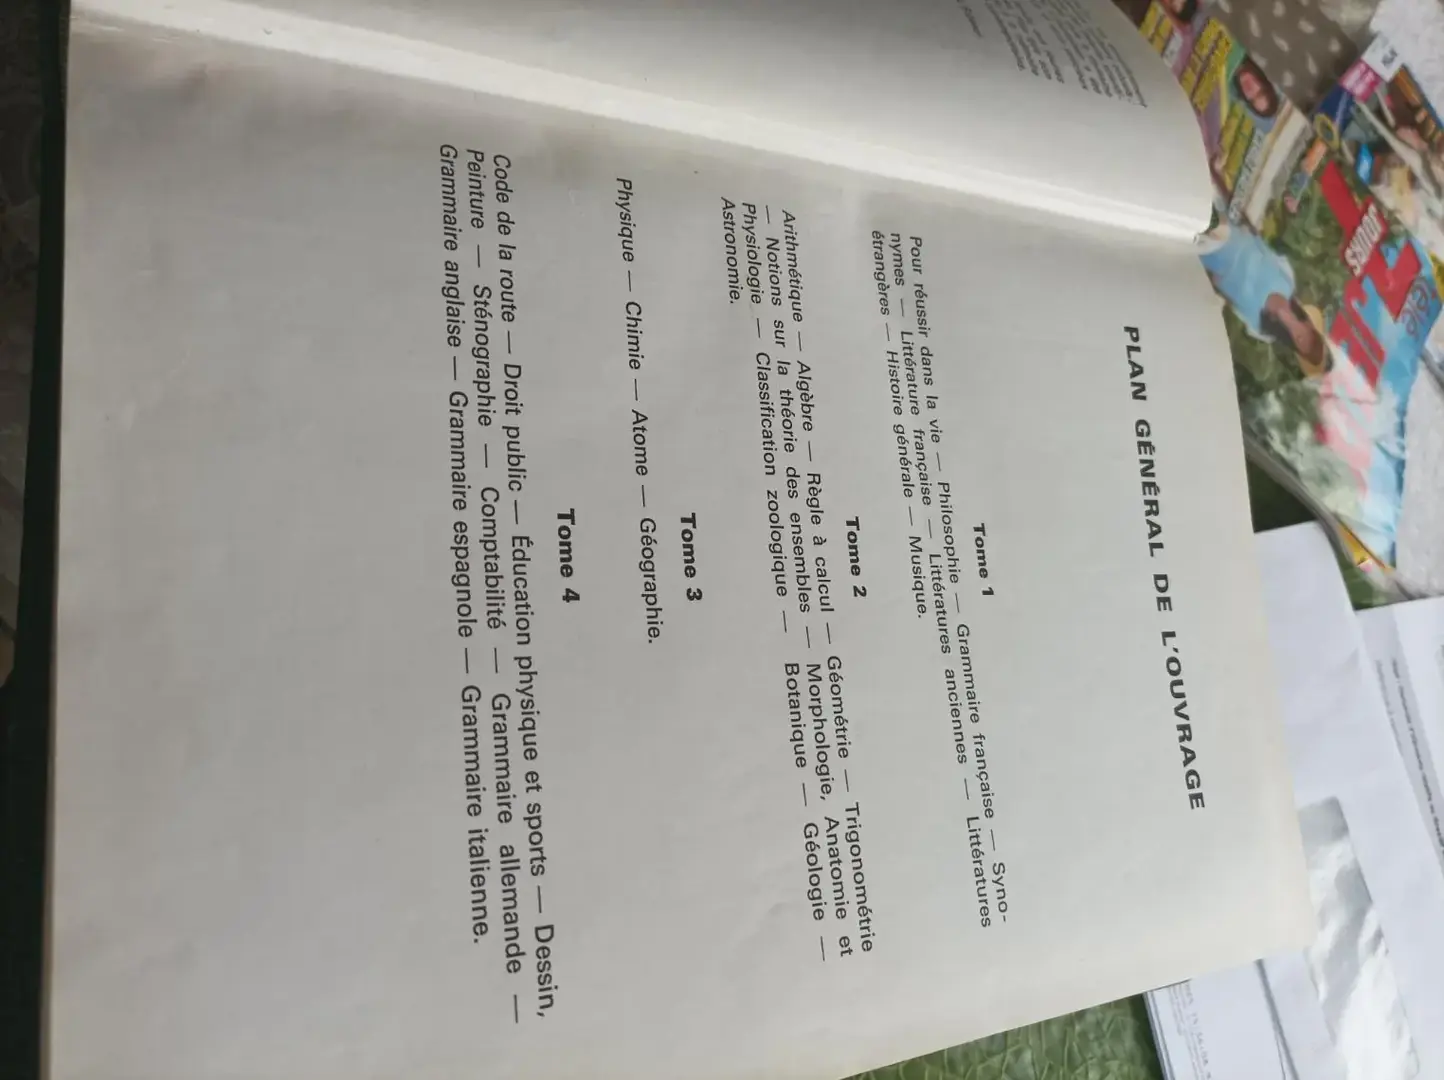 PLAN GÉNÉRAL DE L'OUVRAGE
Tome 1
Pour réussir dans la vie — Philosophie — Grammaire française — Syno-
nymes — Littérature française — Littératures anciennes — Littératures
étrangères — Histoire générale — Musique.
Tome 2
Arithmétique — Algèbre — Règle à calcul — Géométrie — Trigonométrie
— Notions sur la théorie des ensembles — Morphologie, Anatomie et
Physiologie — Classification zoologique — Botanique — Géologie —
Astronomie.
Tome 3
Physique — Chimie — Atome — Géographie.
Tome 4
Code de la route — Droit public — Éducation physique et sports — Dessin,
Peinture — Sténographie — Comptabilité — Grammaire allemande —
Grammaire anglaise — Grammaire espagnole — Grammaire italienne.
télé
7
JOURS